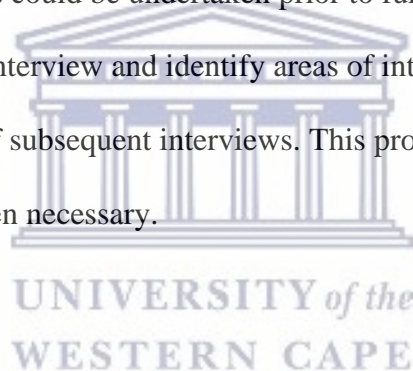 could be undertaken prior to
nterview and identify areas of int
subsequent interviews. This pro
en necessary.
UNIVERSITY of the
WESTERN CAPE